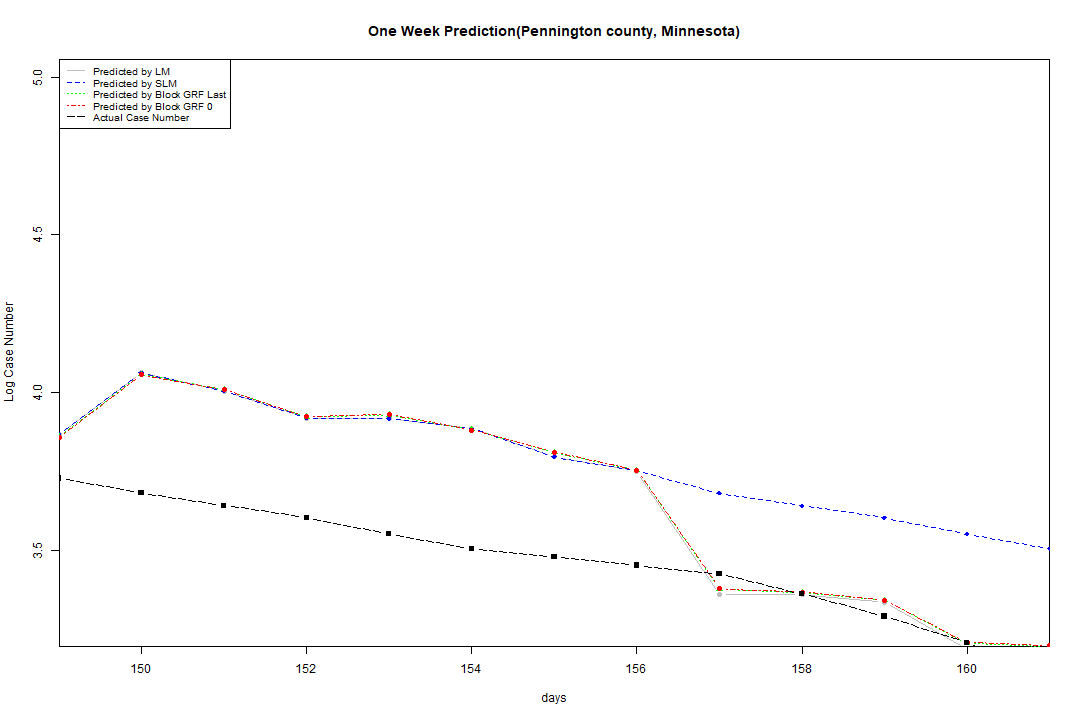 One Week Prediction(Pennington county, Minnesota)
Predicted by LM
Predicted by SLM
Predicted by Block GRF Last
Predicted by Block GRF 0
Actual Case Number
5.0
4.5
4.0
3.5
Log Case Number
150 152 154 156 158 160
days